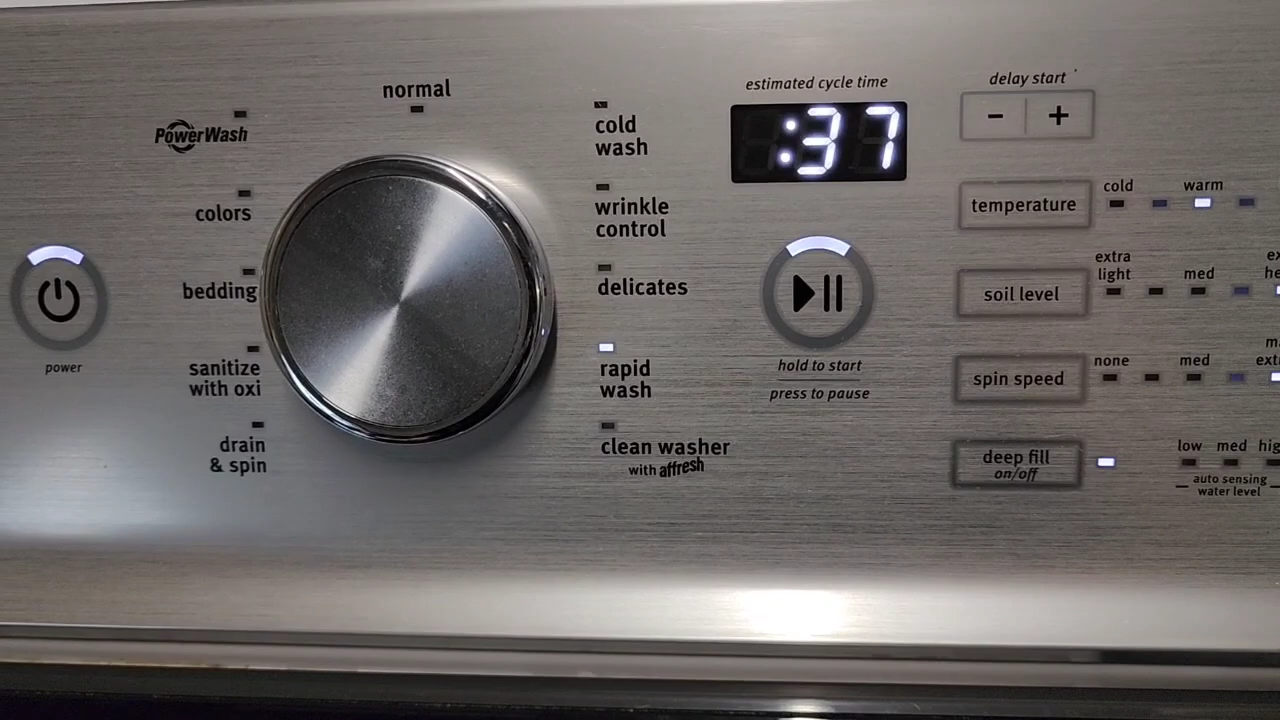 normal
PowerWash
colors
bedding
sanitize
with oxi
drain
& spin
cold
wash
wrinkle
control
delicates
rapid
wash
clean washer
with affresh
power
estimated cycle time
:37
hold to start
press to pause
delay start
- +
temperature
cold warm
soil level
extra
light med
spin speed
none med
deep fill
on/off
low med
auto sensing
water level